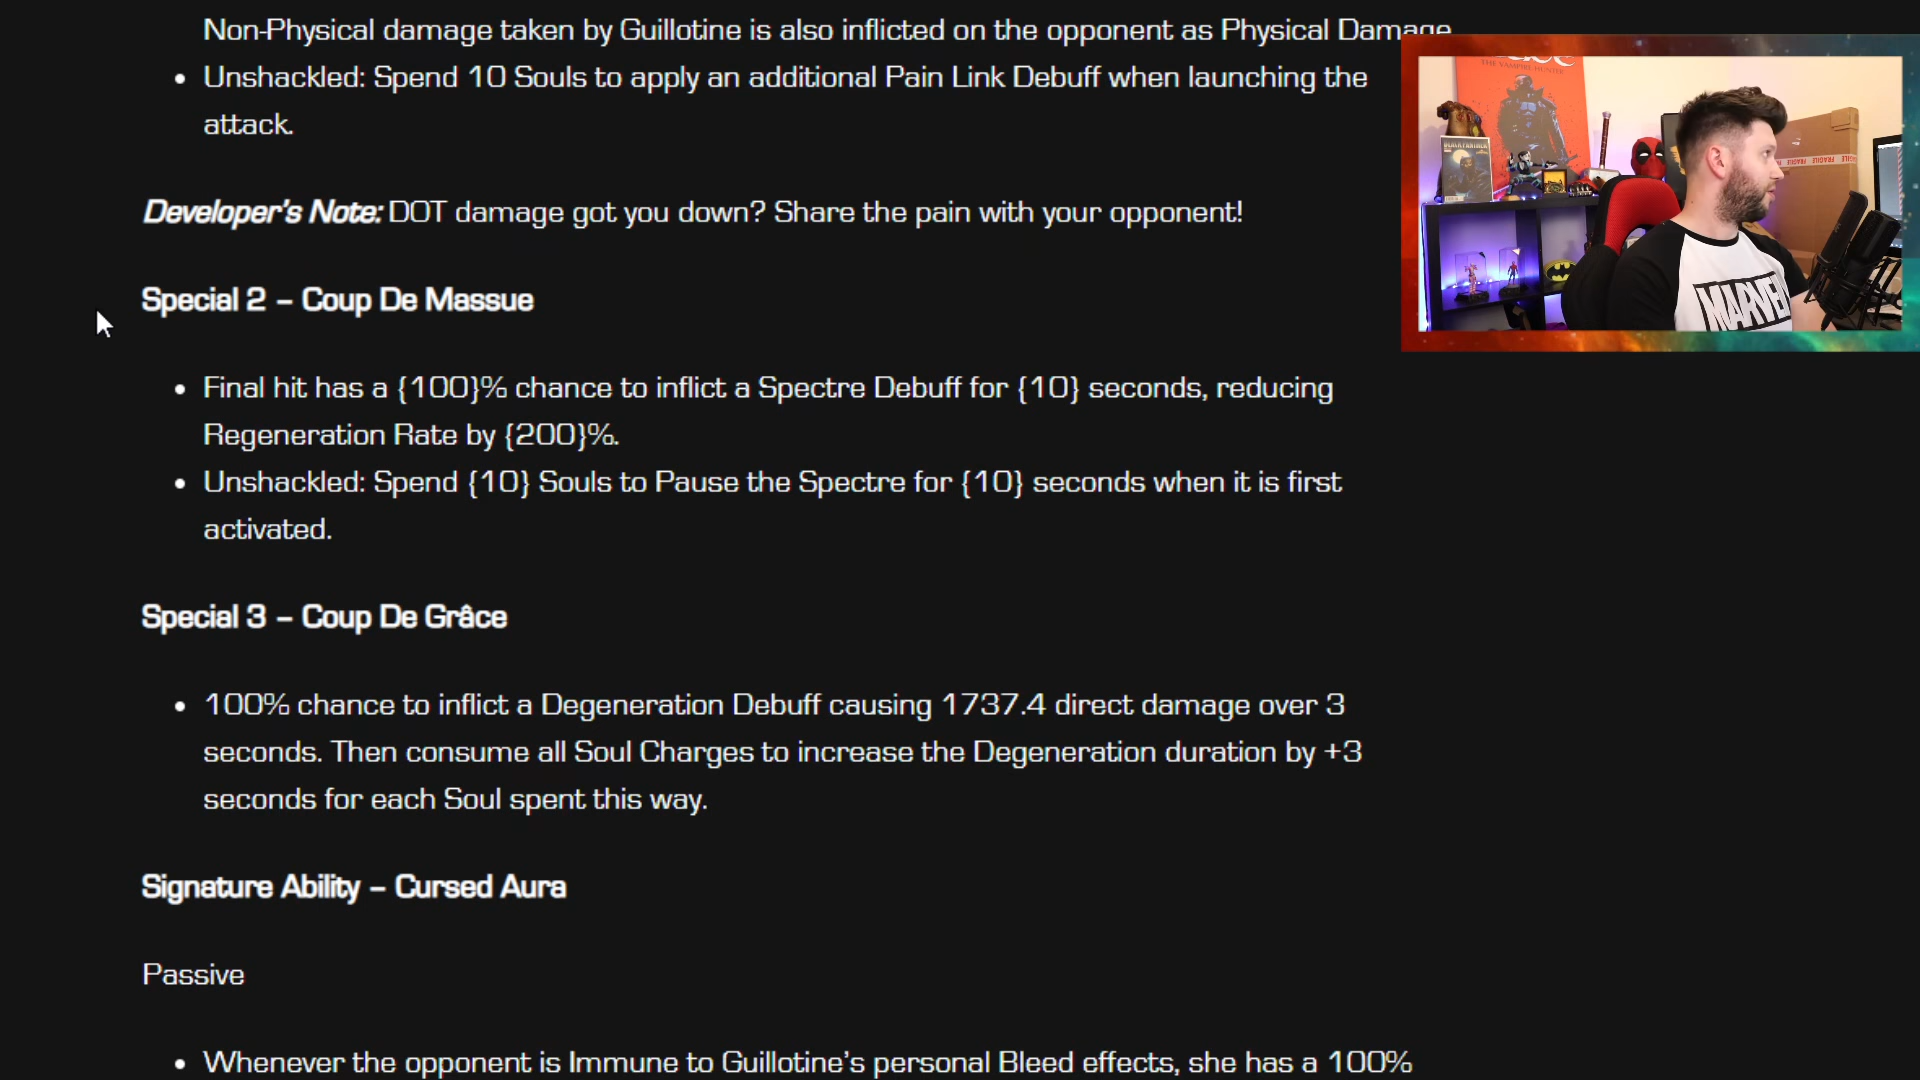 Non-Physical damage taken by Guillotine is also inflicted on the opponent as Physical Damage
• Unshackled: Spend 10 Souls to apply an additional Pain Link Debuff when launching the
attack.
Developer's Note: DOT damage got you down? Share the pain with your opponent!
Special 2 – Coup De Massue
• Final hit has a {100}% chance to inflict a Spectre Debuff for {10} seconds, reducing
Regeneration Rate by {200}%.
• Unshackled: Spend {10} Souls to Pause the Spectre for {10} seconds when it is first
activated.
Special 3 – Coup De Grâce
• 100% chance to inflict a Degeneration Debuff causing 1737.4 direct damage over 3
seconds. Then consume all Soul Charges to increase the Degeneration duration by +3
seconds for each Soul spent this way.
Signature Ability – Cursed Aura
Passive
• Whenever the opponent is Immune to Guillotine’s personal Bleed effects, she has a 100%
THE VAMPIRE HUNTER
MARVEL
FRAGILE